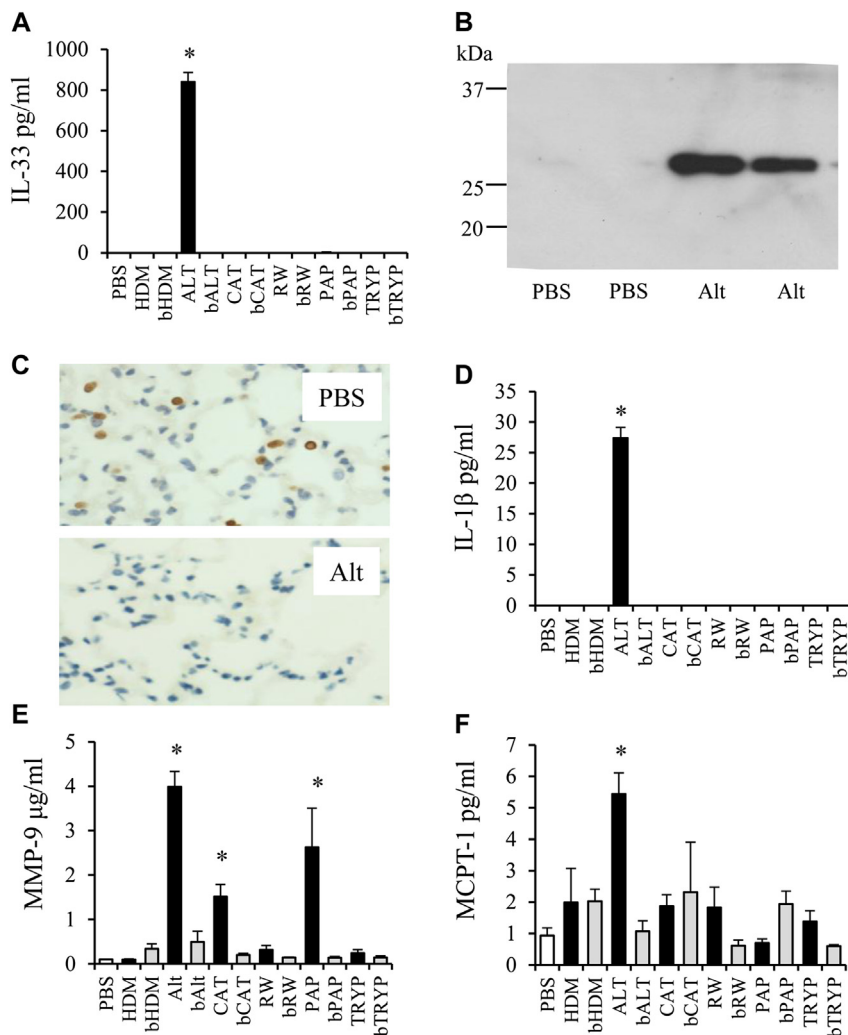 A
IL-33 pg/ml
1000
800
600
400
200
0
*
PBS
HDM
bHDM
ALT
bALT
CAT
bCAT
RW
bRW
PAP
bPAP
TRYP
bTRYP
B
kDa
37
25
20
PBS PBS Alt Alt
C
PBS
Alt
D
IL-1β pg/ml
35
30
25
20
15
10
5
0
*
PBS
HDM
bHDM
ALT
bALT
CAT
bCAT
RW
bRW
PAP
bPAP
TRYP
bTRYP
E
MMP-9 μg/ml
5
4
3
2
1
0
*
*
*
PBS
HDM
bHDM
Alt
bAlt
CAT
bCAT
RW
bRW
PAP
bPAP
TRYP
bTRYP
F
MCPT-1 pg/ml
7
6
5
4
3
2
1
0
*
PBS
HDM
bHDM
ALT
bALT
CAT
bCAT
RW
bRW
PAP
bPAP
TRYP
bTRYP